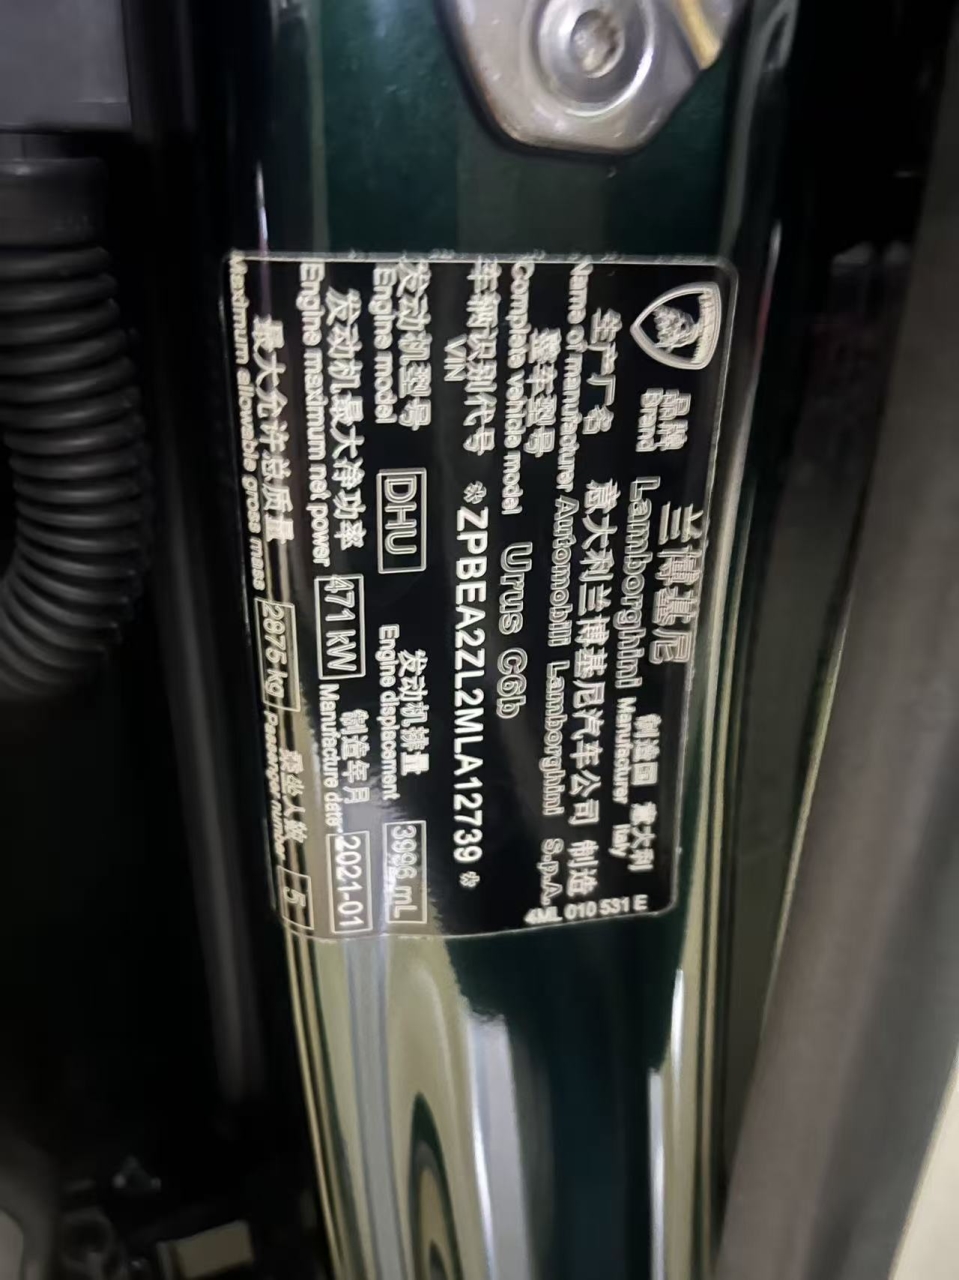 兰博基尼
品牌
Brand Lamborghini
制造国 意大利
Manufacturer Italy
生产厂名 意大利兰博基尼汽车公司 制造
Name of manufacturer Automobili Lamborghini S.p.A.
整车型号
Complete vehicle model Urus C6b
车辆识别代号
VIN *ZPBEA2ZL2MLA12739*
发动机型号
Engine model DHU
发动机排量
Engine displacement 3996 mL
发动机最大净功率
Engine maximum net power 471 kW
制造年月
Manufacture date 2021-01
最大允许总质量
Maximum allowable gross mass 2875 kg
乘坐人数
Passenger number 5
4ML 010 531 E